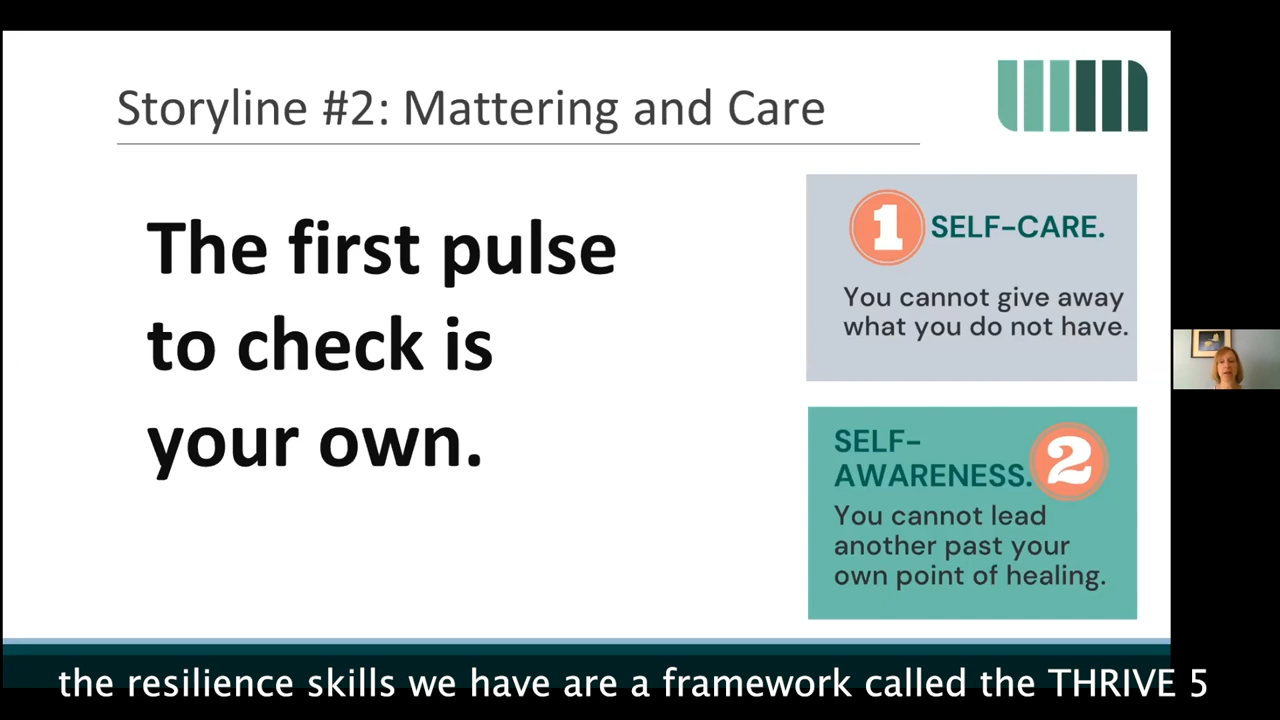 Storyline #2: Mattering and Care
The first pulse
to check is
your own.
1 SELF-CARE.
You cannot give away
what you do not have.
SELF-
AWARENESS. 2
You cannot lead
another past your
own point of healing.
the resilience skills we have are a framework called the THRIVE 5